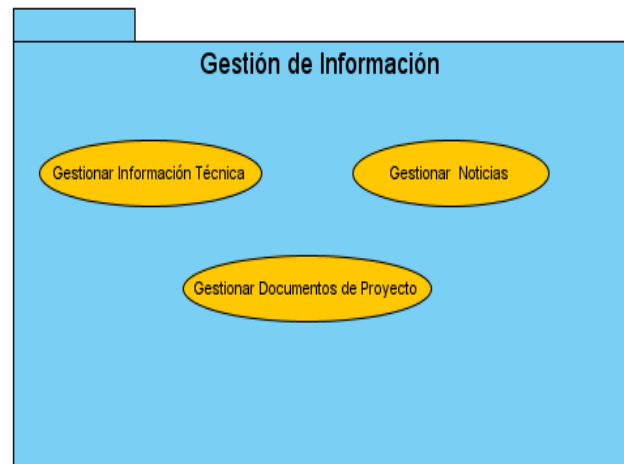 Gestión de Información
Gestionar Información Técnica
Gestionar Noticias
Gestionar Documentos de Proyecto